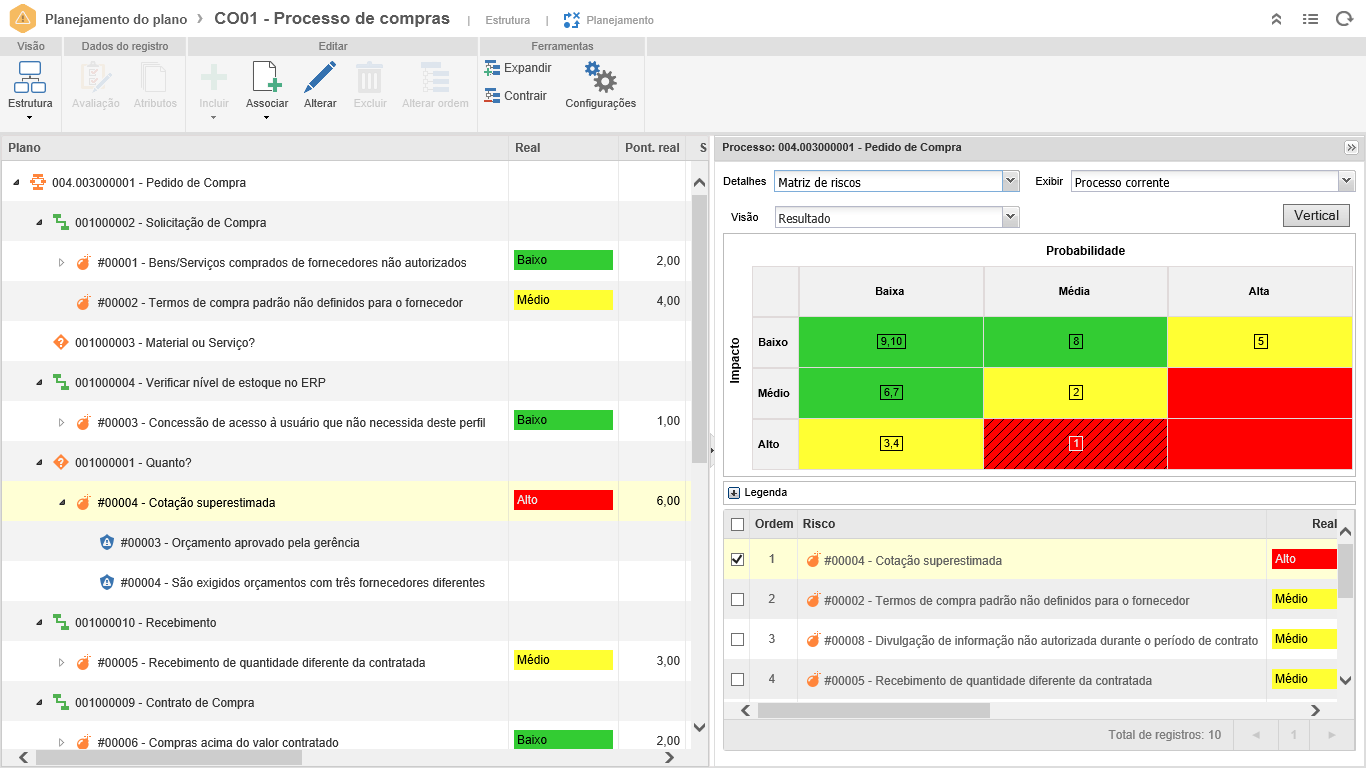 Planejamento do plano › CO01 - Processo de compras | Estrutura | Planejamento
Visão Dados do registro Editar Ferramentas
Estrutura Avaliação Atributos Incluir Associar Alterar Excluir Alterar ordem Expandir Contrair Configurações
Plano Real Pont. real S
004.003000001 - Pedido de Compra
001000002 - Solicitação de Compra
#00001 - Bens/Serviços comprados de fornecedores não autorizados Baixo 2,00
#00002 - Termos de compra padrão não definidos para o fornecedor Médio 4,00
001000003 - Material ou Serviço?
001000004 - Verificar nível de estoque no ERP
#00003 - Concessão de acesso à usuário que não necessida deste perfil Baixo 1,00
001000001 - Quanto?
#00004 - Cotação superestimada Alto 6,00
#00003 - Orçamento aprovado pela gerência
#00004 - São exigidos orçamentos com três fornecedores diferentes
001000010 - Recebimento
#00005 - Recebimento de quantidade diferente da contratada Médio 3,00
001000009 - Contrato de Compra
#00006 - Compras acima do valor contratado Baixo 2,00
Processo: 004.003000001 - Pedido de Compra
Detalhes Matriz de riscos Exibir Processo corrente
Visão Resultado Vertical
Probabilidade
Baixa Média Alta
Impacto
Baixo 9,10 8 5
Médio 6,7 2
Alto 3,4 1
Legenda
Ordem Risco Real
1 #00004 - Cotação superestimada Alto
2 #00002 - Termos de compra padrão não definidos para o fornecedor Médio
3 #00008 - Divulgação de informação não autorizada durante o período de contrato Médio
4 #00005 - Recebimento de quantidade diferente da contratada Médio
Total de registros: 10 1